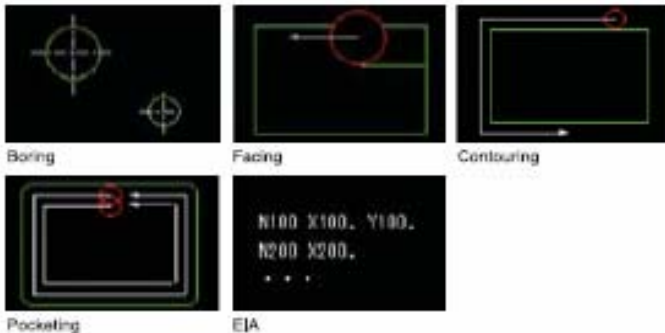 Boring
Facing
Contouring
Pocketing
N100 X100. Y100.
N200 X200.
• • •
EIA